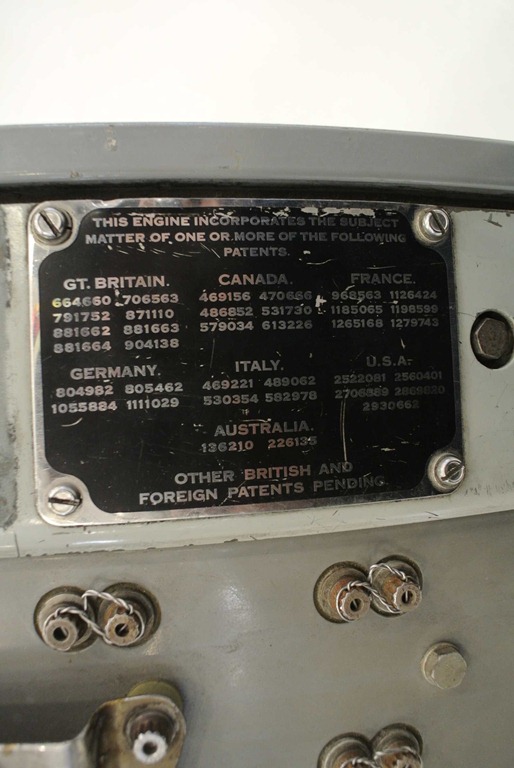 THIS ENGINE INCORPORATES THE SUBJECT
MATTER OF ONE OR MORE OF THE FOLLOWING
PATENTS.
GT. BRITAIN.
664660 706563
791752 871110
881662 881663
881664 904138
CANADA.
469156 470656
486852 531730
579034 613226
FRANCE.
968563 1126424
1185065 1198599
1265168 1279743
GERMANY.
804982 805462
1055884 1111029
ITALY.
469221 489062
530354 582978
U.S.A.
2522081 2560401
2706889 2869820
2930662
AUSTRALIA.
136210 226135
OTHER BRITISH AND
FOREIGN PATENTS PENDING